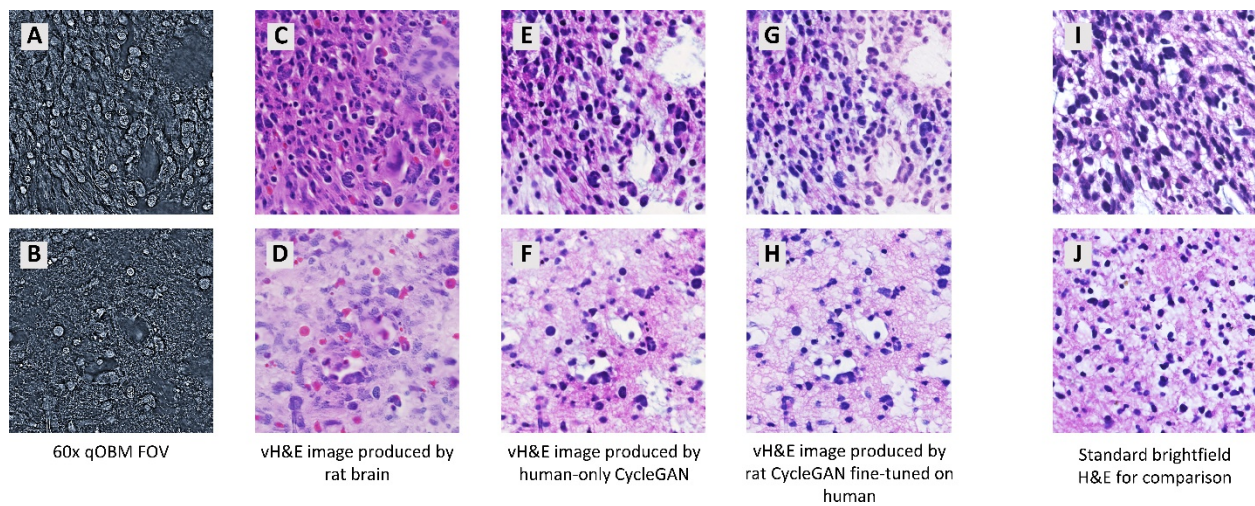 A
C
E
G
I
B
D
F
H
J
60x qOBM FOV
vH&E image produced by
rat brain
vH&E image produced by
human-only CycleGAN
vH&E image produced by
rat CycleGAN fine-tuned on
human
Standard brightfield
H&E for comparison